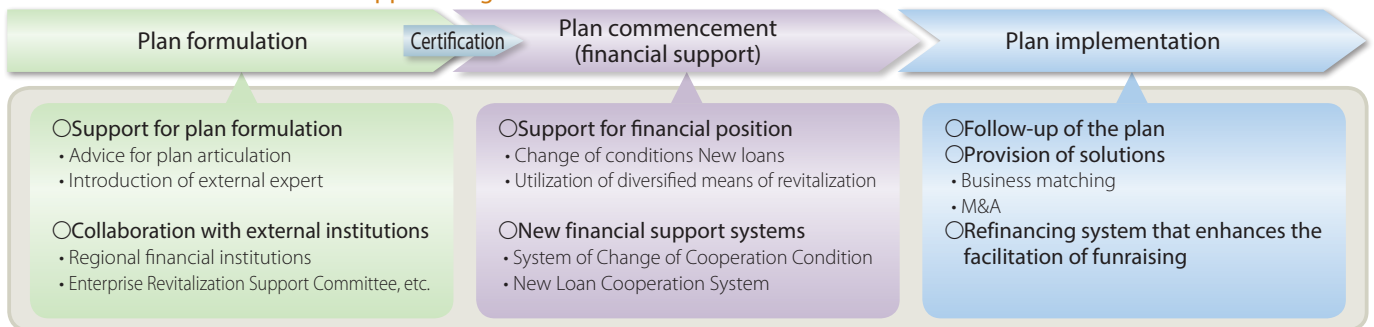 Plan formulation
Certification
Plan commencement
(financial support)
Plan implementation
○Support for plan formulation
• Advice for plan articulation
• Introduction of external expert
○Collaboration with external institutions
• Regional financial institutions
• Enterprise Revitalization Support Committee, etc.
○Support for financial position
• Change of conditions New loans
• Utilization of diversified means of revitalization
○New financial support systems
• System of Change of Cooperation Condition
• New Loan Cooperation System
○Follow-up of the plan
○Provision of solutions
• Business matching
• M&A
○Refinancing system that enhances the
facilitation of funraising